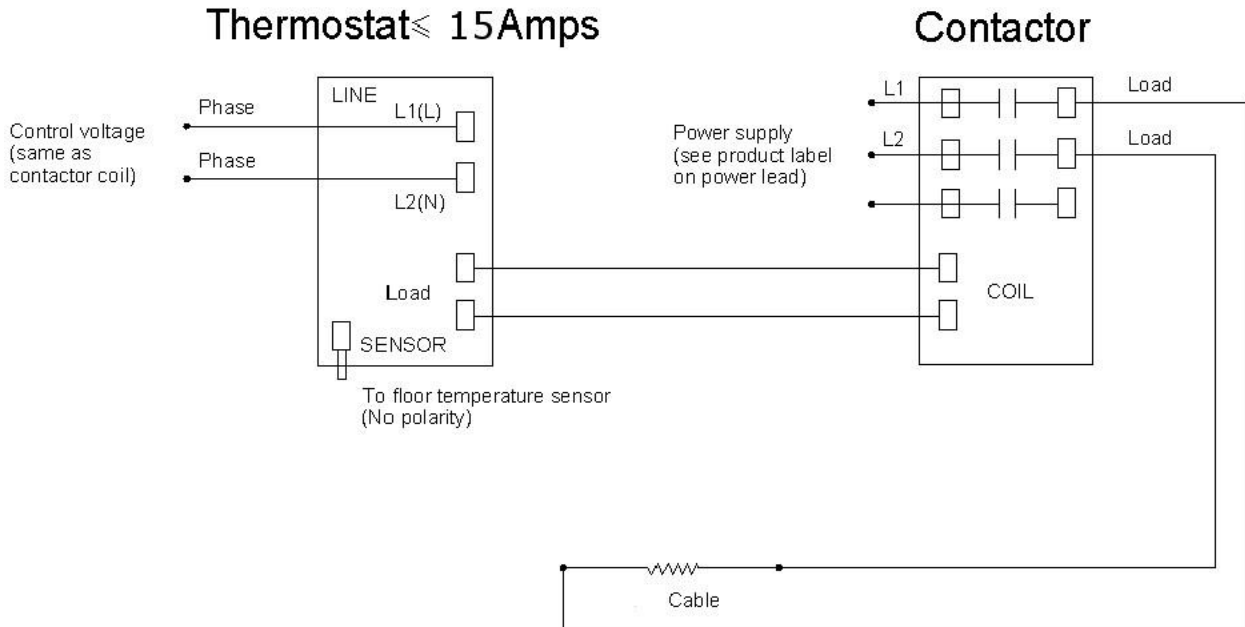 Thermostat≤ 15Amps
Contactor
LINE
L1(L)
L2(N)
Phase
Phase
Control voltage
(same as
contactor coil)
Load
SENSOR
To floor temperature sensor
(No polarity)
L1
L2
Power supply
(see product label
on power lead)
Load
Load
COIL
Cable